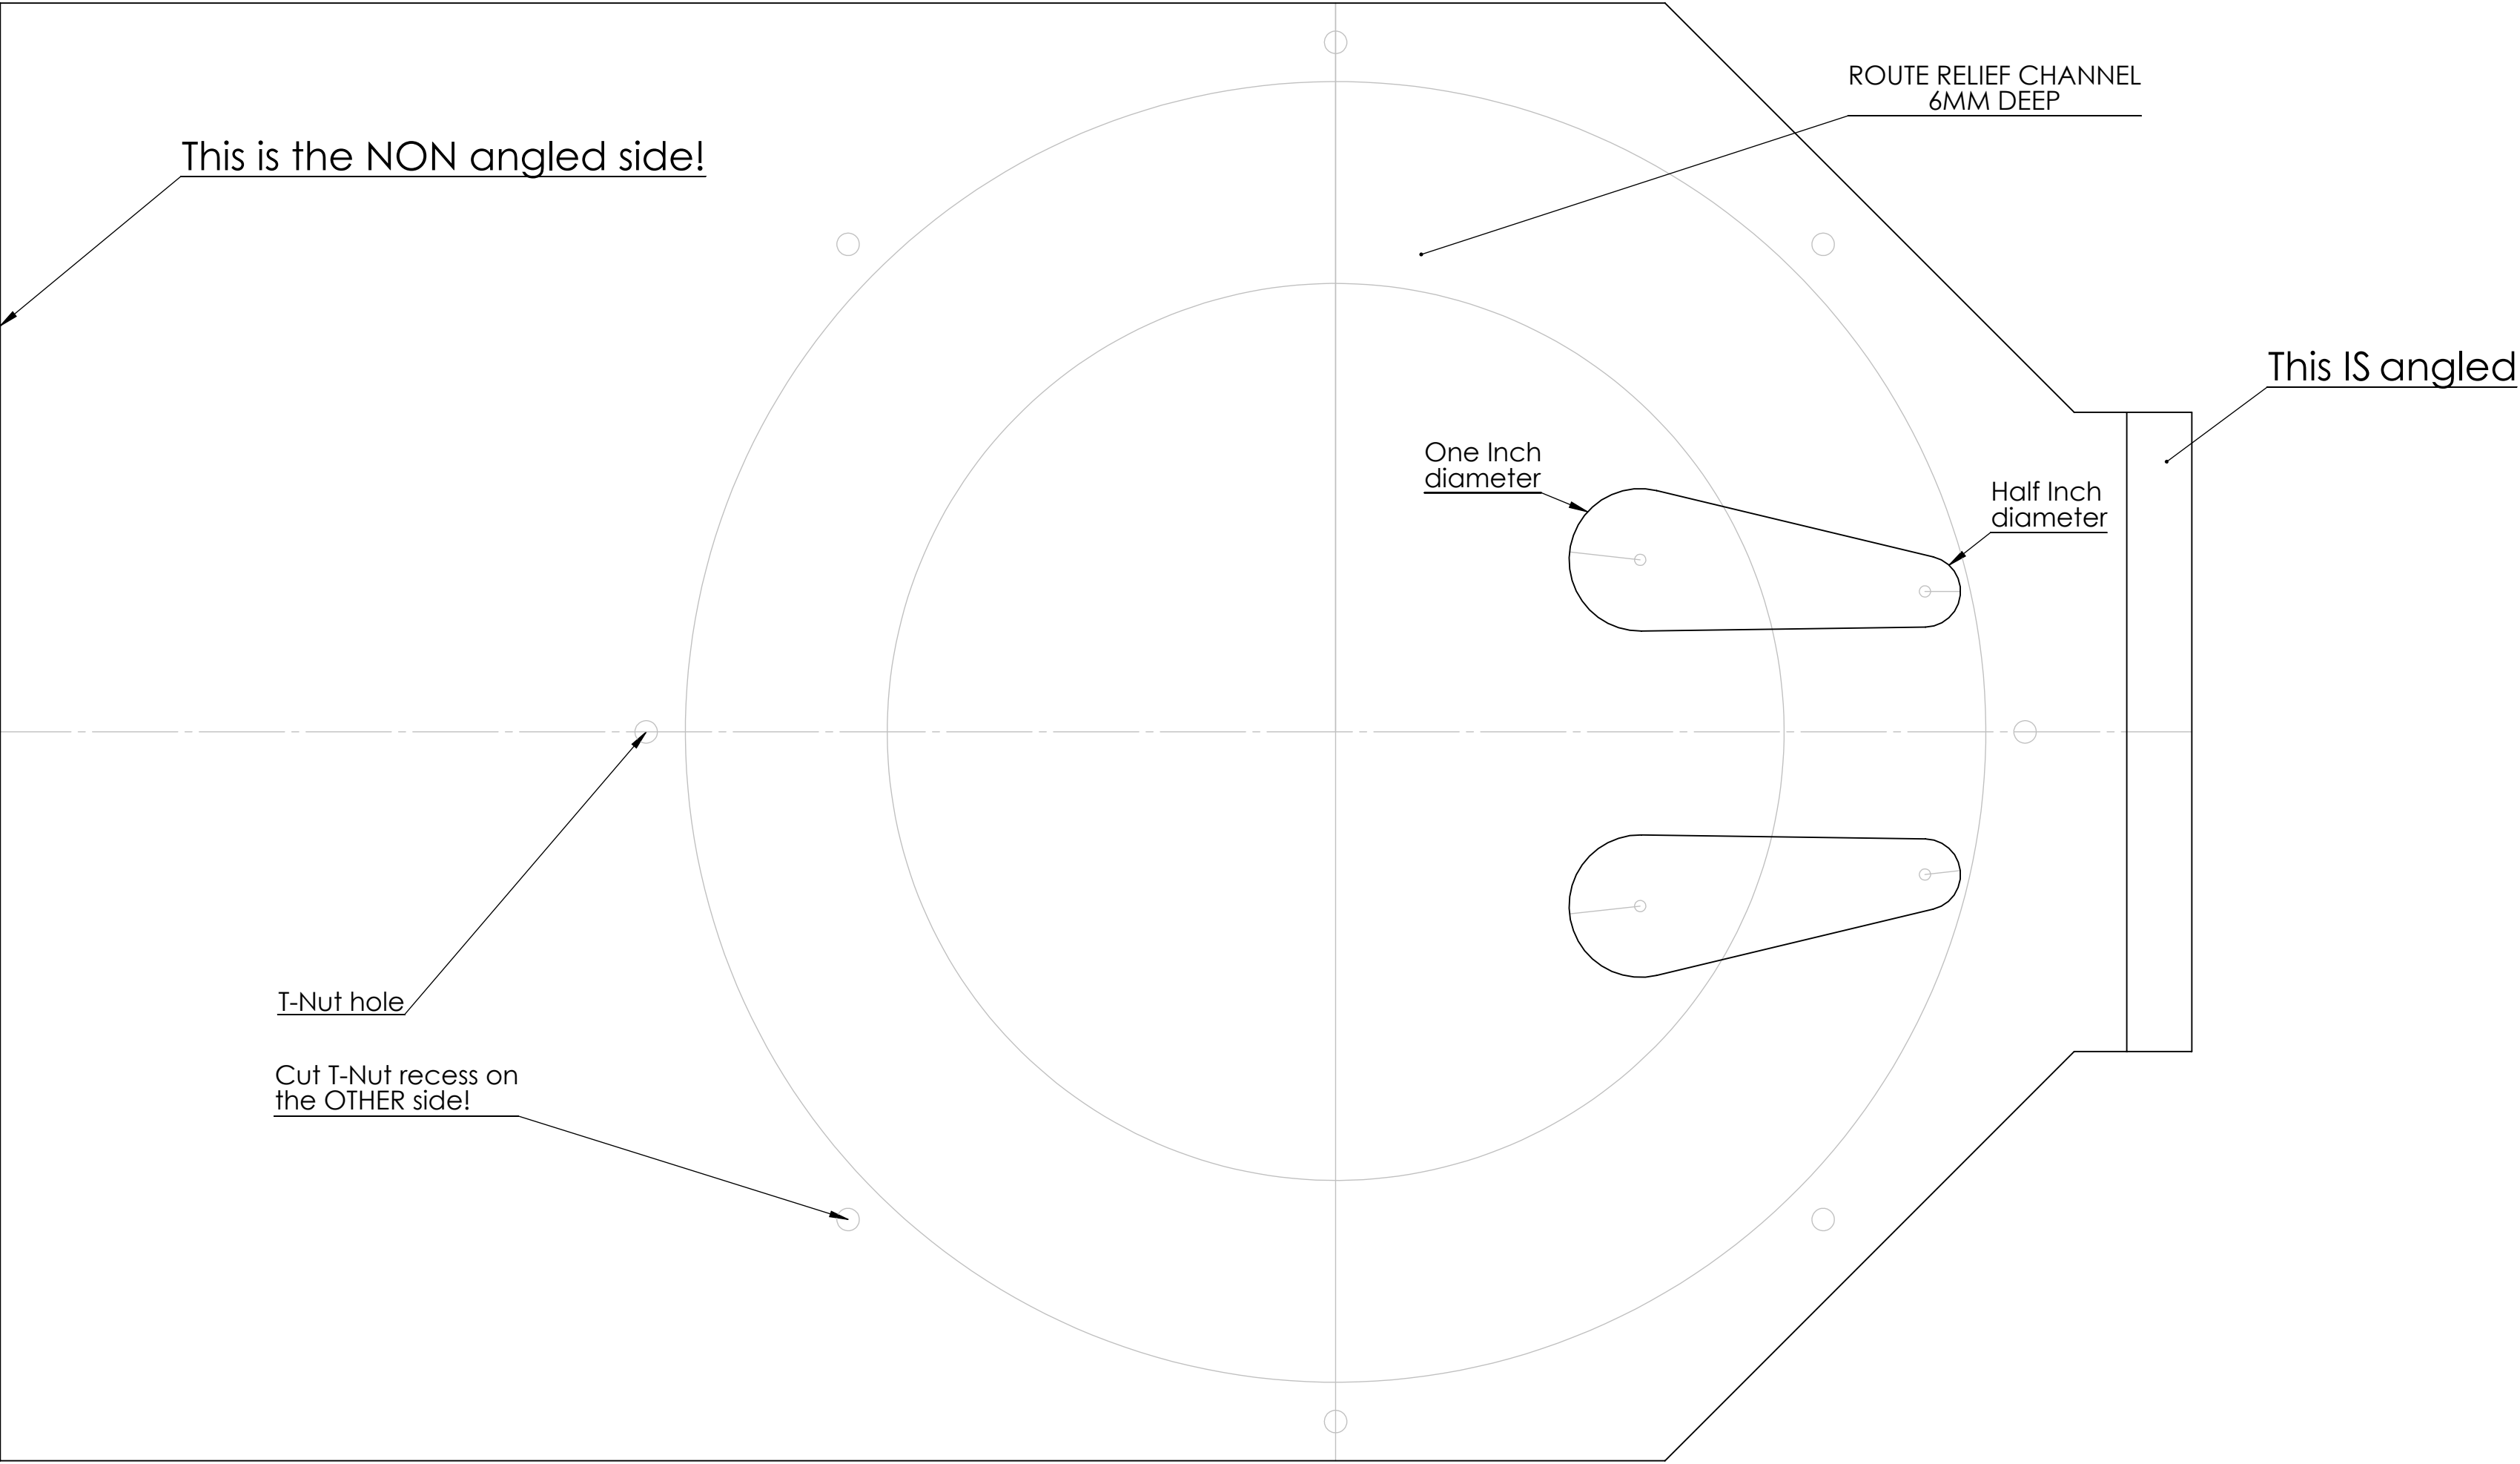 ROUTE RELIEF CHANNEL
6MM DEEP
This is the NON angled side!
This IS angled
One Inch
diameter
Half Inch
diameter
T-Nut hole
Cut T-Nut recess on
the OTHER side!